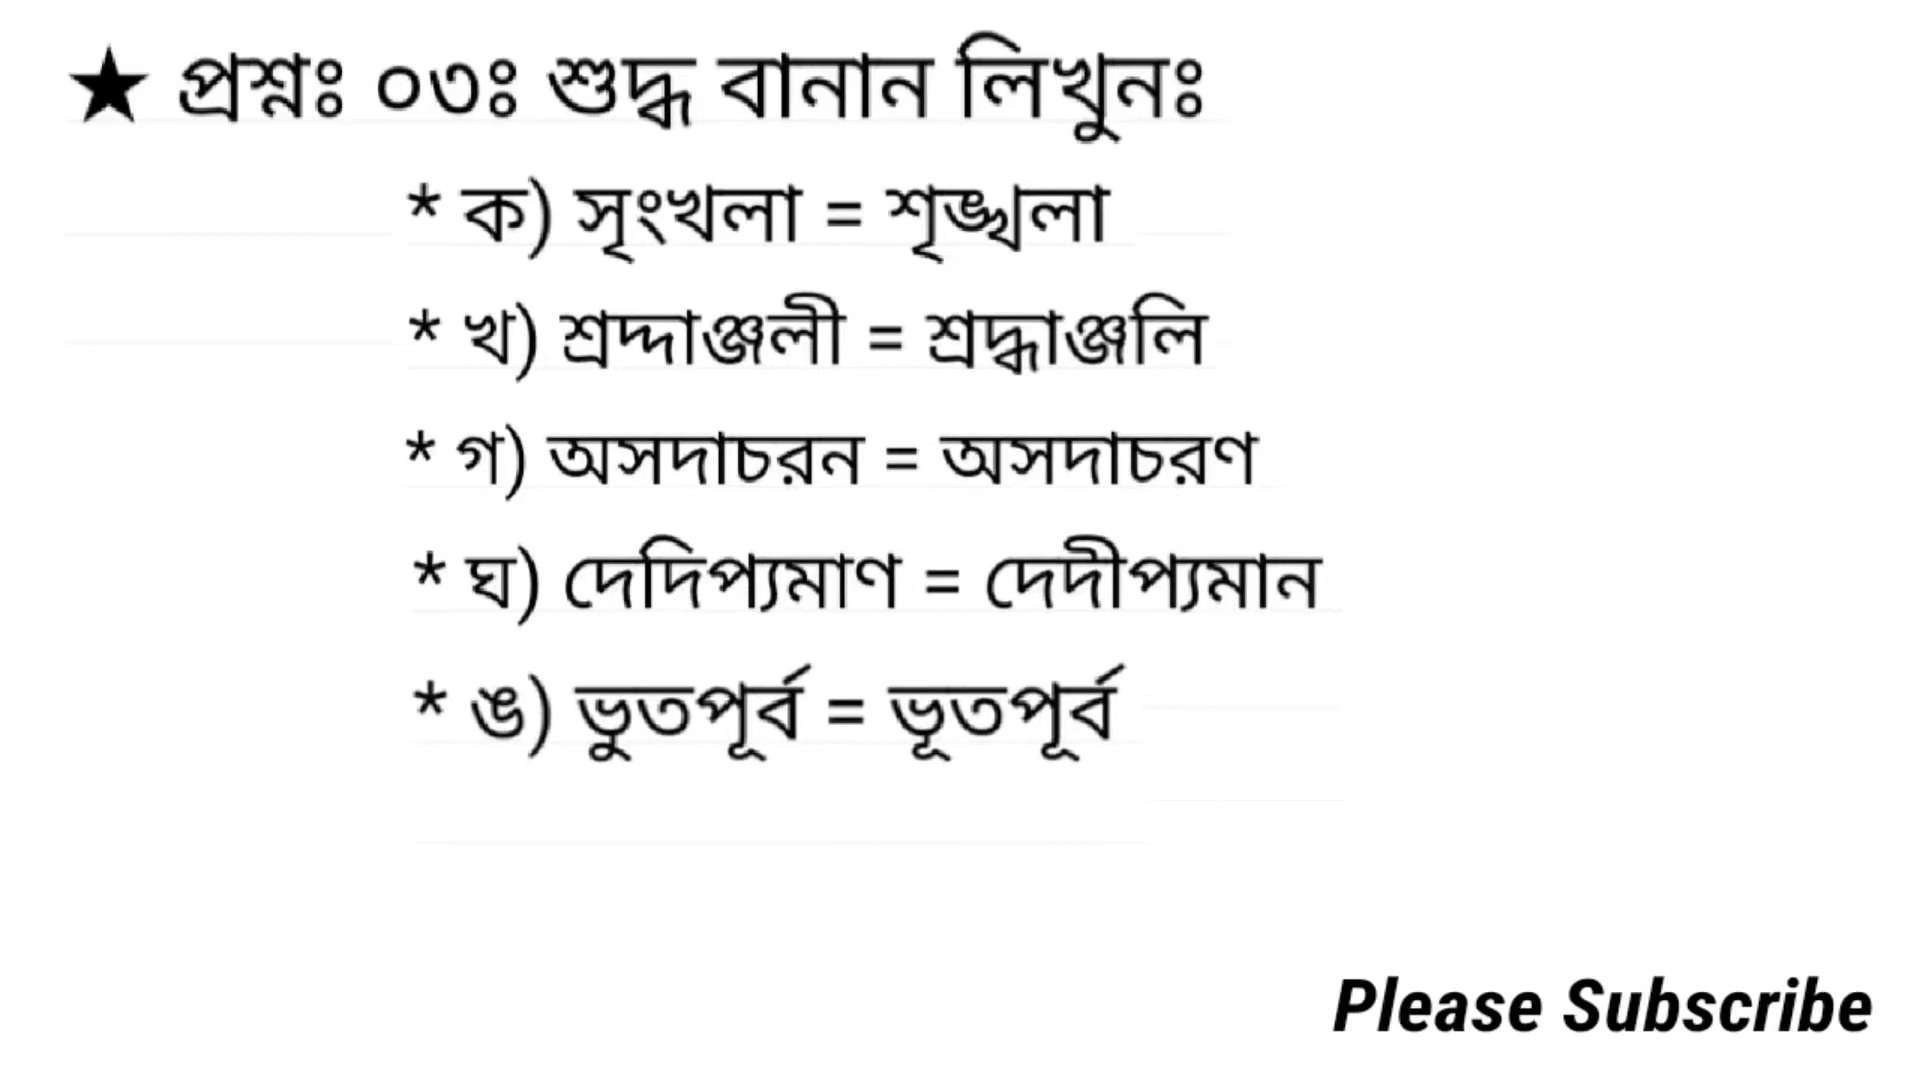 ★ প্রশ্নঃ ০৩ঃ শুদ্ধ বানান লিখুনঃ
* ক) সৃংখলা = শৃঙ্খলা
* খ) শ্রদ্দাঞ্জলী = শ্রদ্ধাঞ্জলি
* গ) অসদাচরন = অসদাচরণ
* ঘ) দেদিপ্যমাণ = দেদীপ্যমান
* ঙ) ভুতপূর্ব = ভূতপূর্ব
Please Subscribe